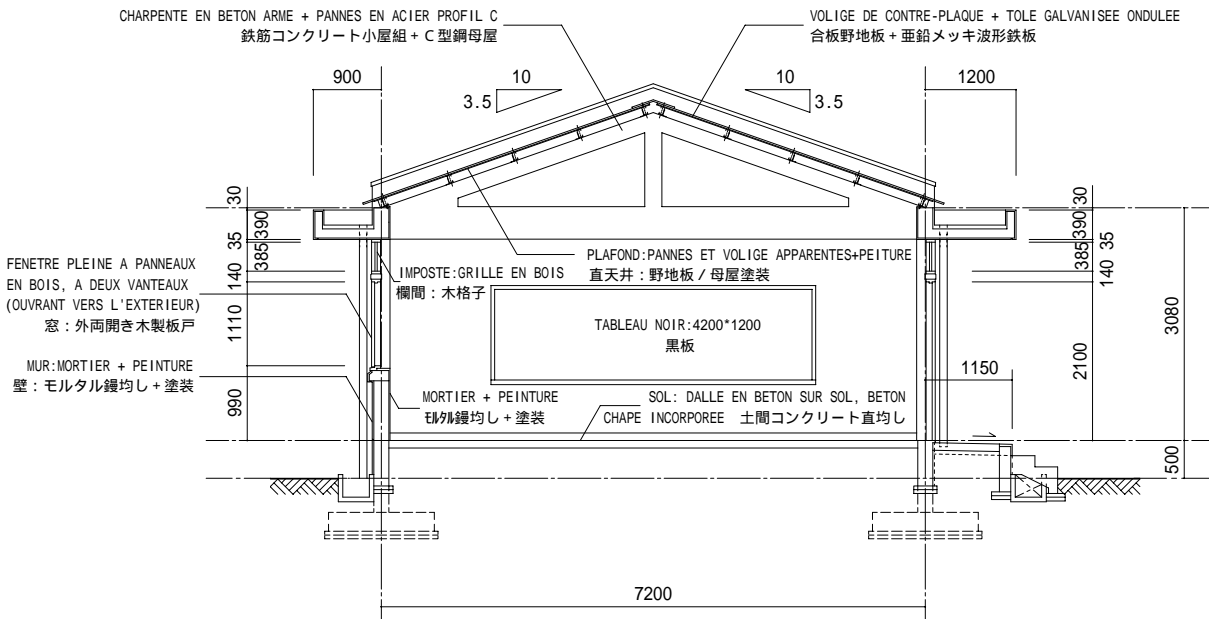 CHARPENTE EN BETON ARME + PANNES EN ACIER PROFIL C
鉄筋コンクリート小屋組+C型鋼母屋
VOLIGE DE CONTRE-PLAQUE + TOLE GALVANISEE ONDULEE
合板野地板+亜鉛メッキ波形鉄板
900
10
3.5
10
3.5
1200
30
390
35
385
140
1110
990
30
390
35
385
140
2100
3080
500
1150
FENETRE PLEINE A PANNEAUX
EN BOIS, A DEUX VANTEAUX
(OUVRANT VERS L'EXTERIEUR)
窓:外両開き木製板戸
MUR:MORTIER + PEINTURE
壁:モルタル鏝均し+塗装
IMPOSTE:GRILLE EN BOIS
欄間:木格子
PLAFOND:PANNES ET VOLIGE APPARENTES+PEITURE
直天井:野地板/母屋塗装
TABLEAU NOIR:4200*1200
黒板
MORTIER + PEINTURE
モルタル鏝均し+塗装
SOL: DALLE EN BETON SUR SOL, BETON
CHAPE INCORPOREE 土間コンクリート直均し
7200